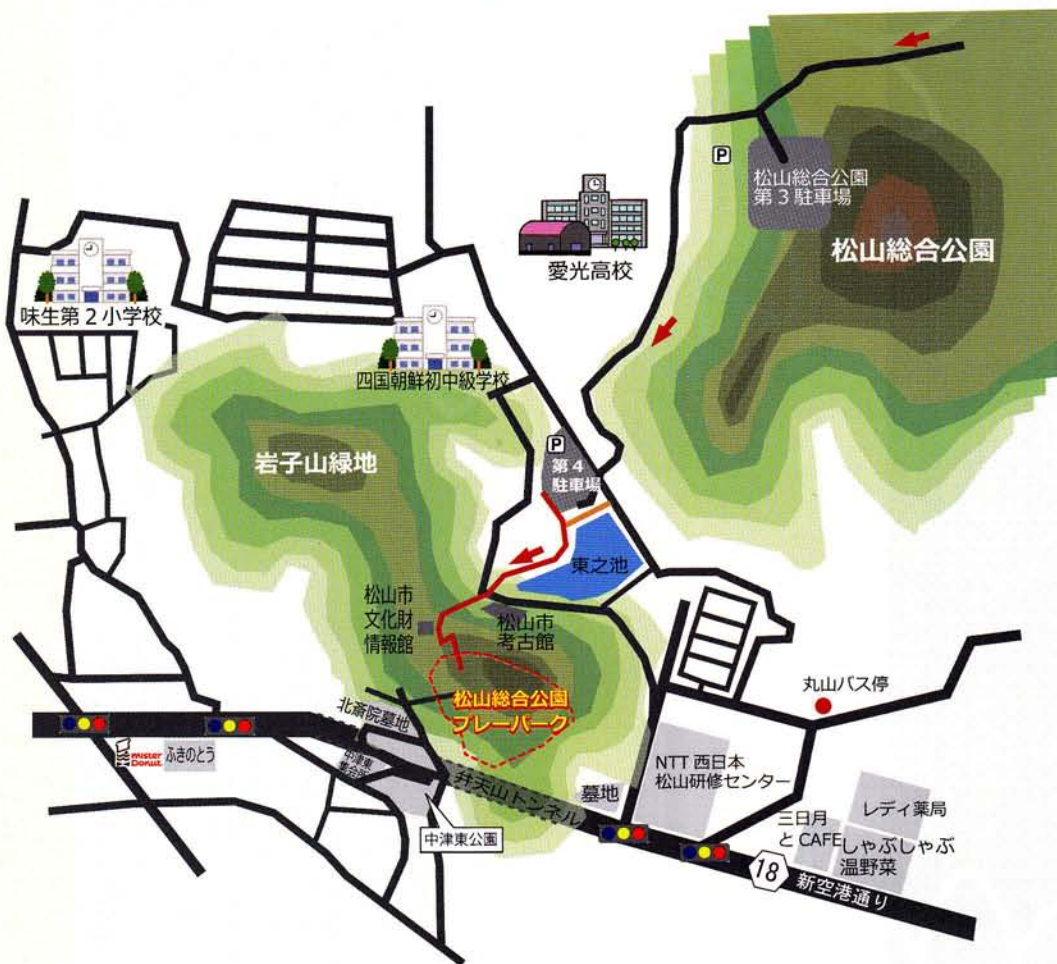 P
松山総合公園
第3駐車場
松山総合公園
愛光高校
味生第2小学校
四国朝鮮初中級学校
岩子山緑地
P
第4
駐車場
東之池
松山市
文化財
情報館
松山市
考古館
丸山バス停
松山総合公園
プレーパーク
北斎院墓地
mister
Donut
ふきのとう
中津東
集会所
弁天山トンネル
墓地
NTT 西日本
松山研修センター
中津東公園
三日月
と CAFE
レディ薬局
しゃぶしゃぶ
温野菜
18
新空港通り